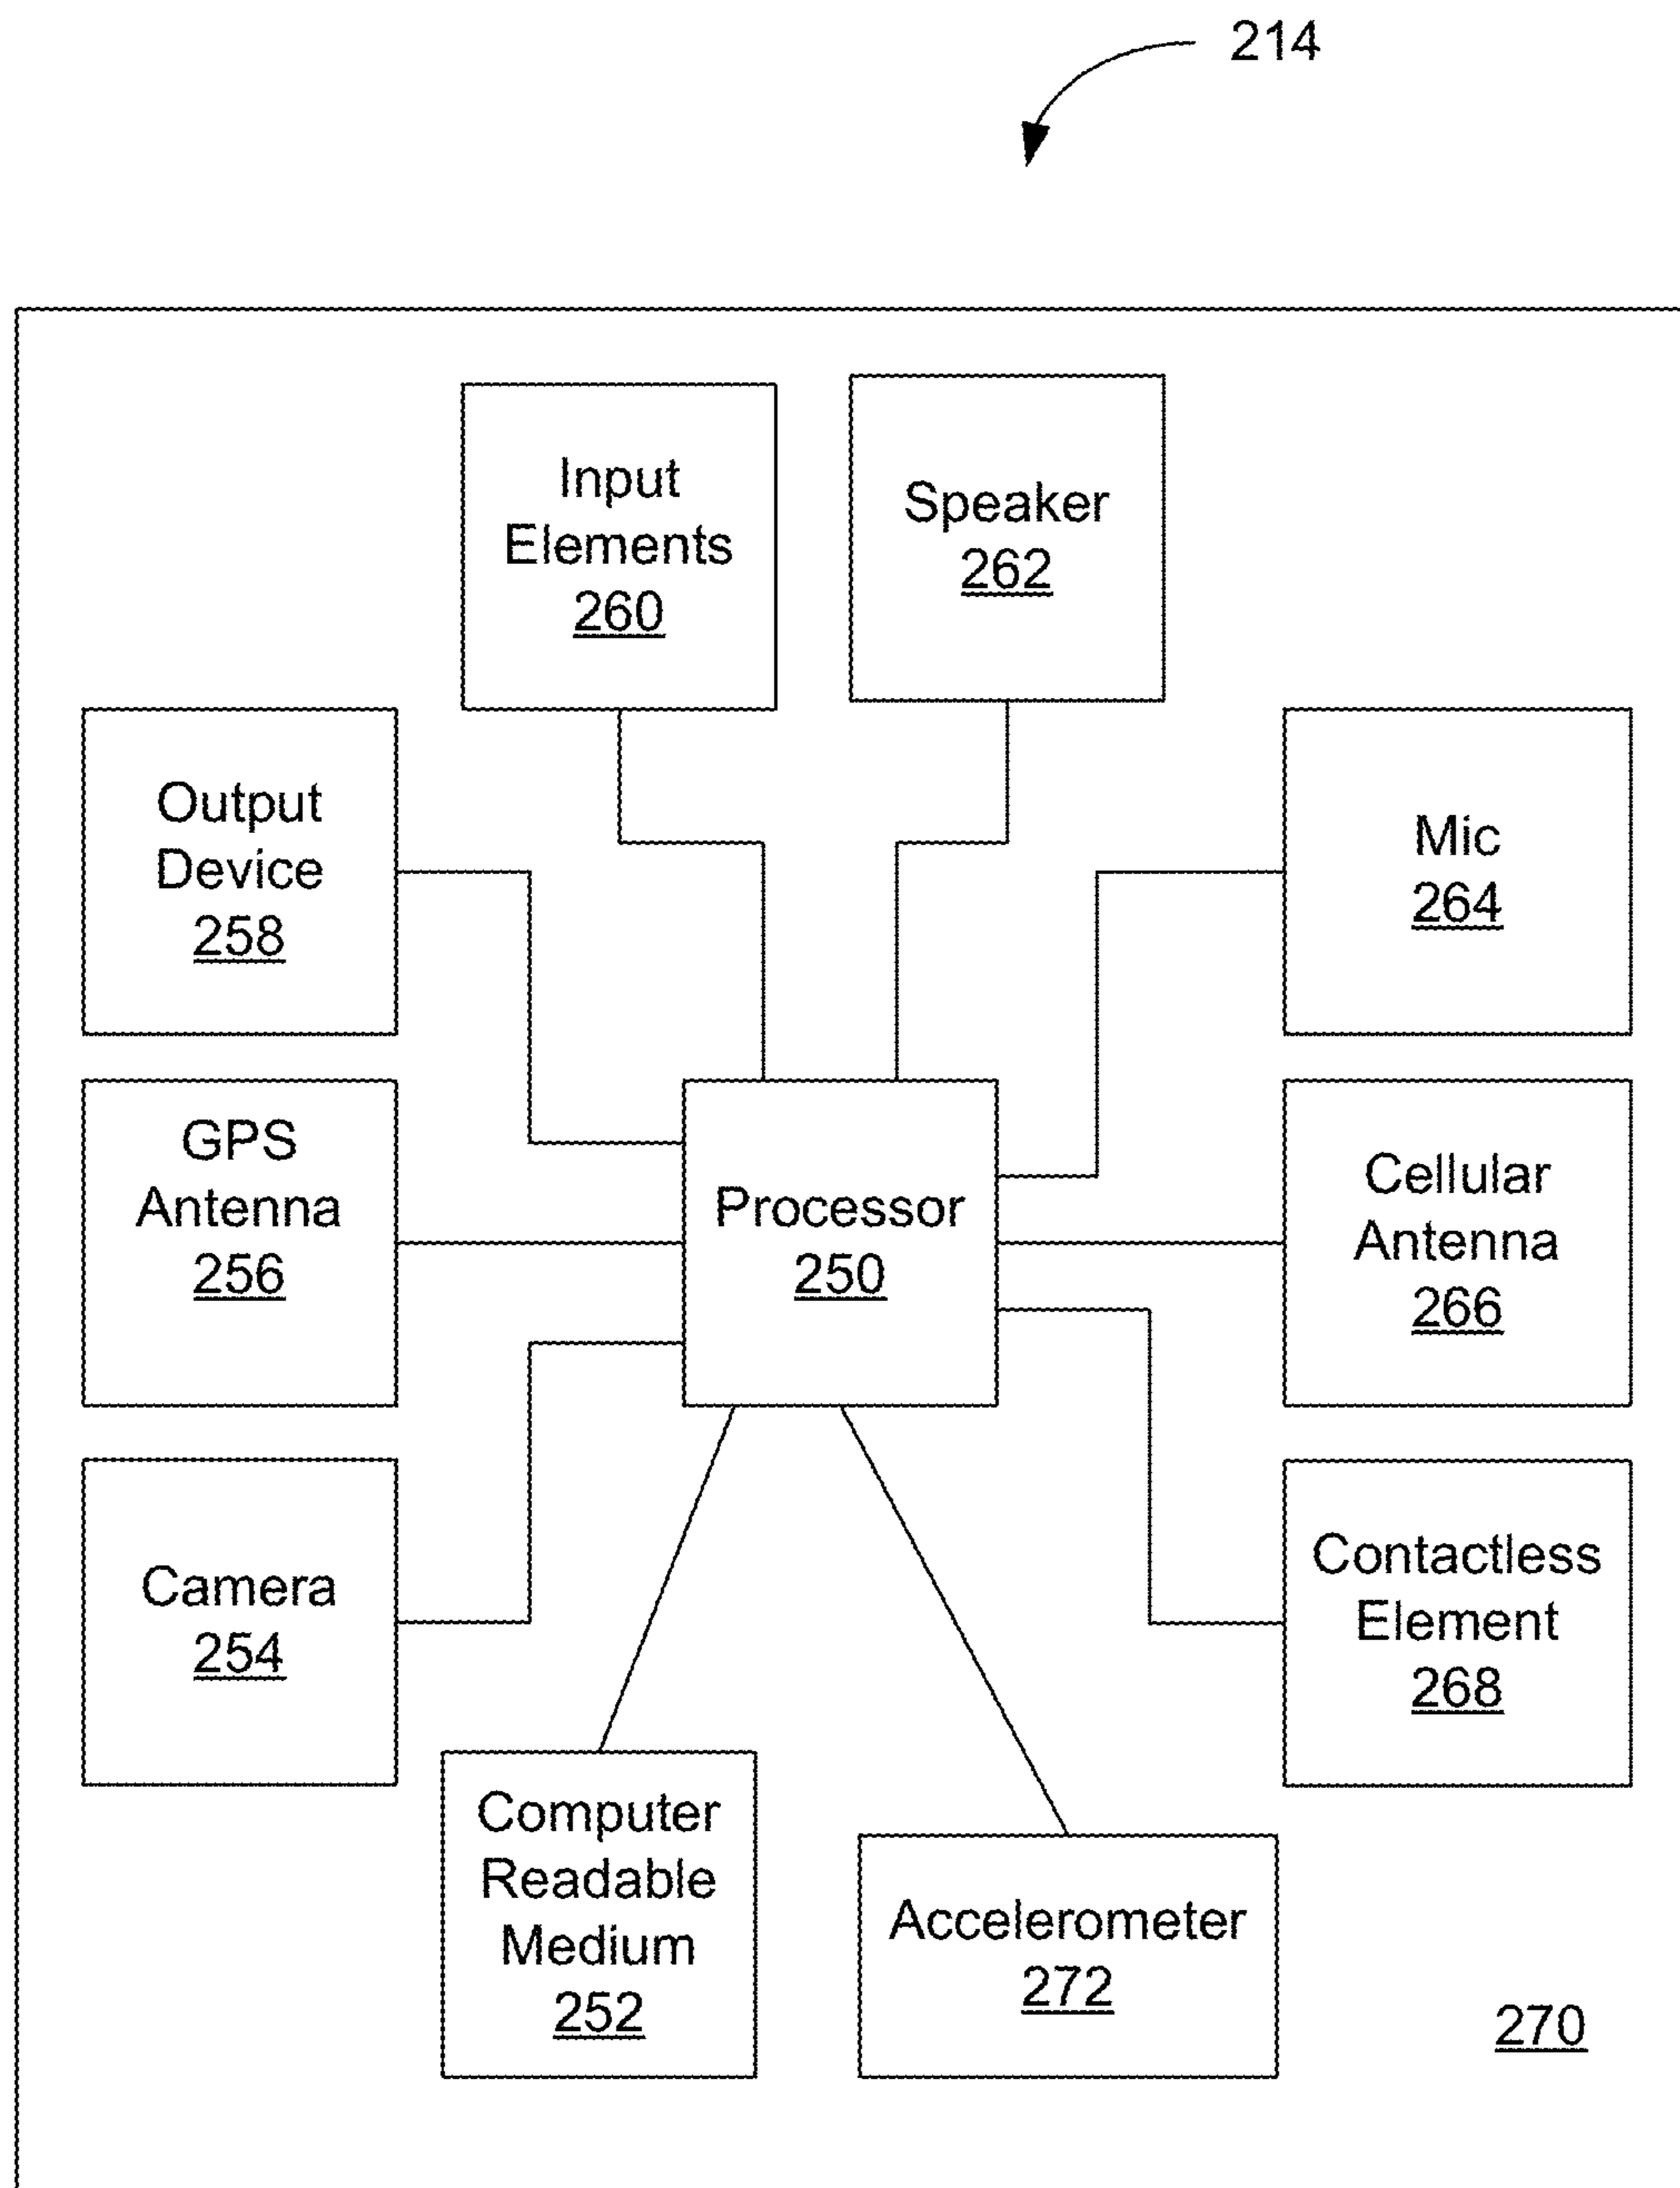 214
Input
Elements
260
Speaker
262
Output
Device
258
Mic
264
GPS
Antenna
256
Processor
250
Cellular
Antenna
266
Camera
254
Contactless
Element
268
Computer
Readable
Medium
252
Accelerometer
272
270